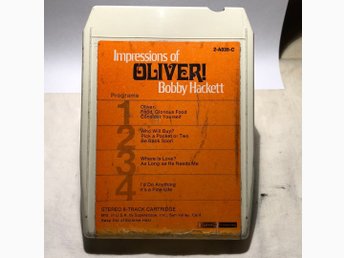 2-A031-C
Impressions of
OLIVER!
Bobby Hackett
Programs
1
Oliver,
Food, Glorious Food
Consider Yourself
2
Who Will Buy?
Pick a Pocket or Two
Be Back Soon
3
Where is Love?
As Long as He Needs Me
4
I'd Do Anything
It's a Fine Life
STEREO 8-TRACK CARTRIDGE